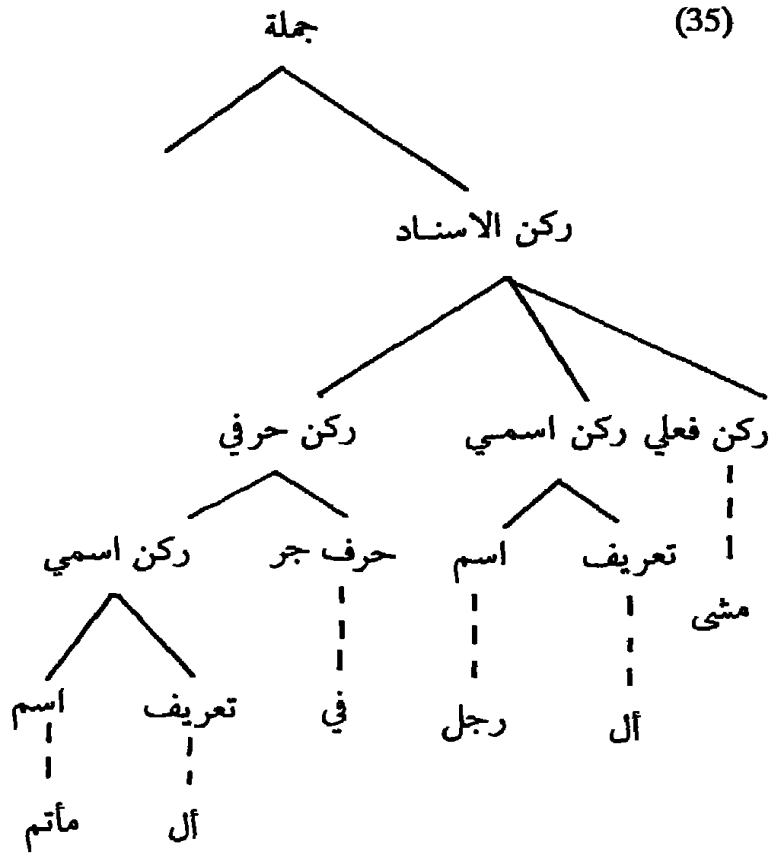 (35)
جملة
ركن الاسناد
ركن فعلي ركن اسمي ركن حرفي
تعريف اسم حرف جر ركن اسمي
مشى
تعريف اسم
أل رجل في
أل مأتم